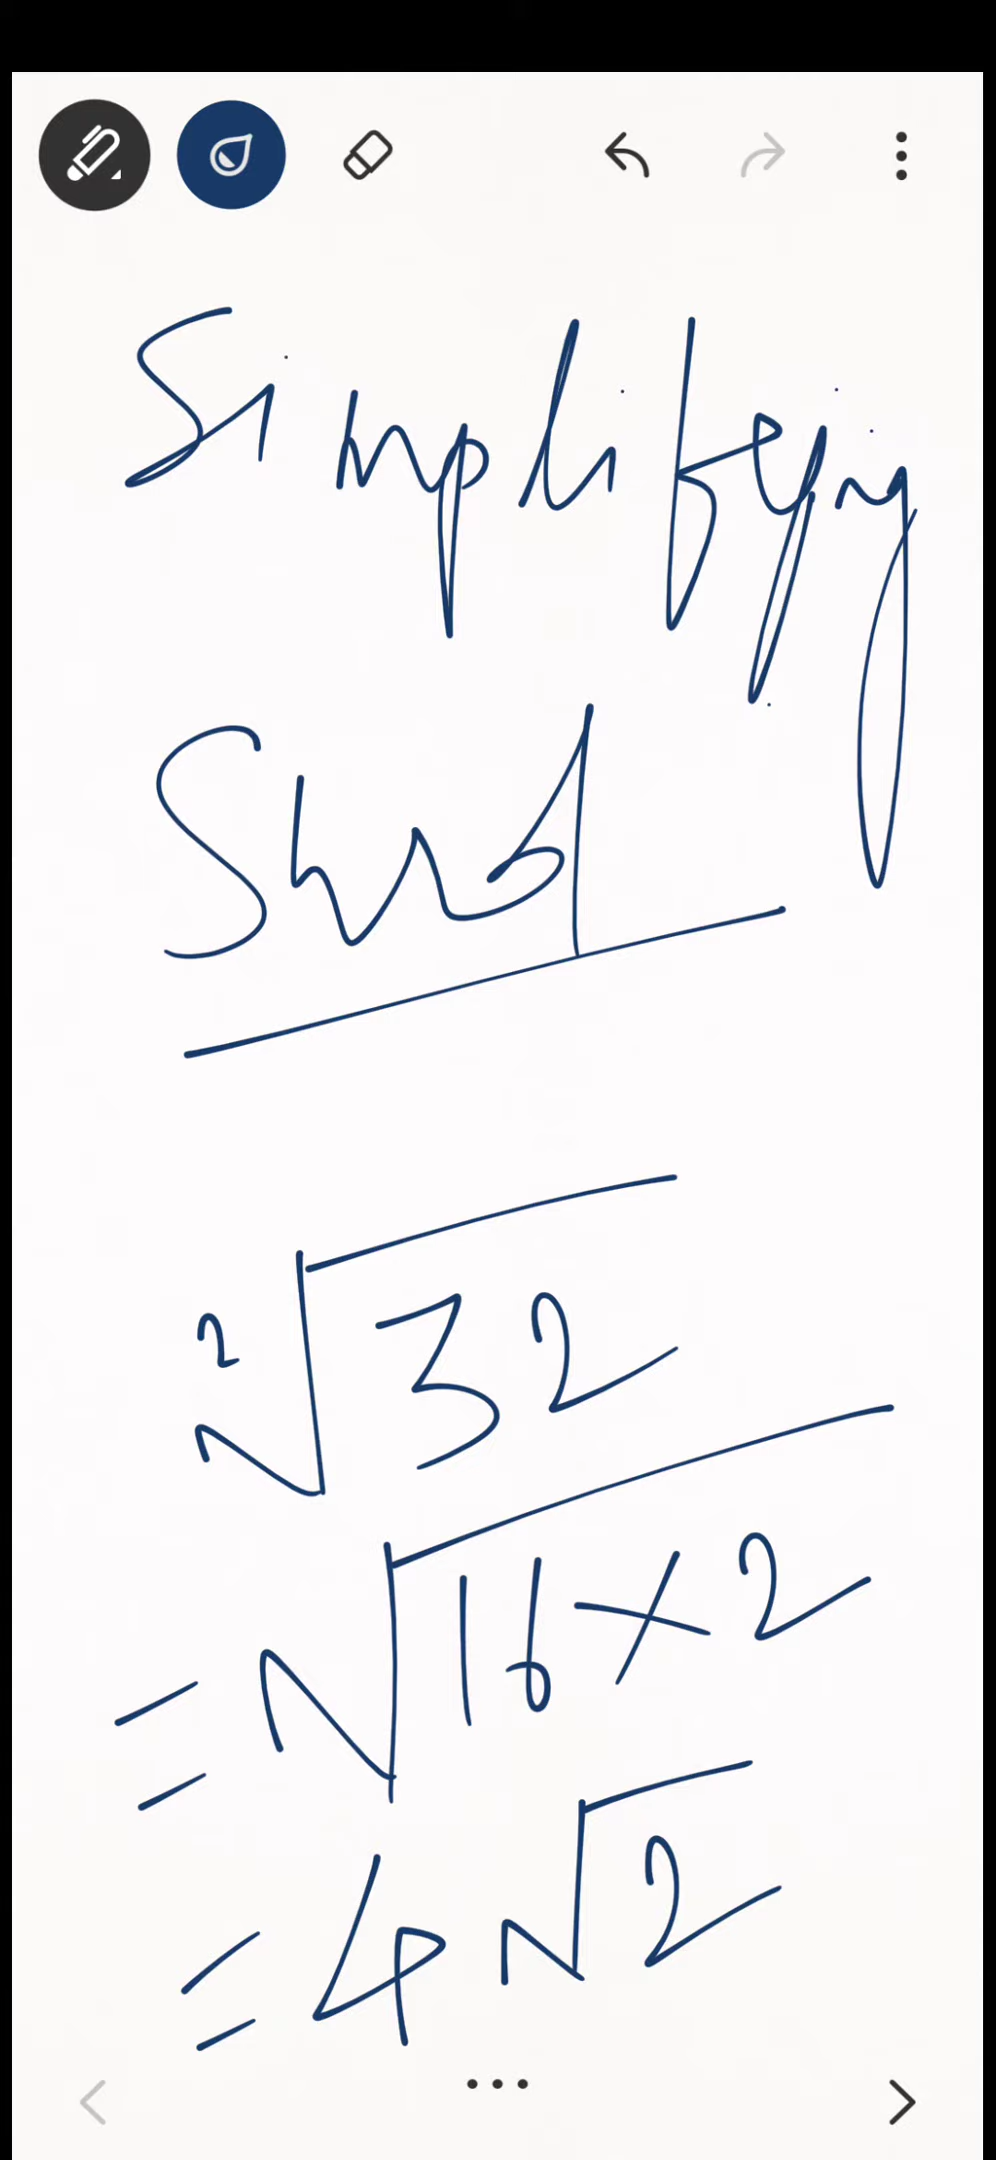 Simplifying
Surd
²√32
= √16 × 2
= 4√2